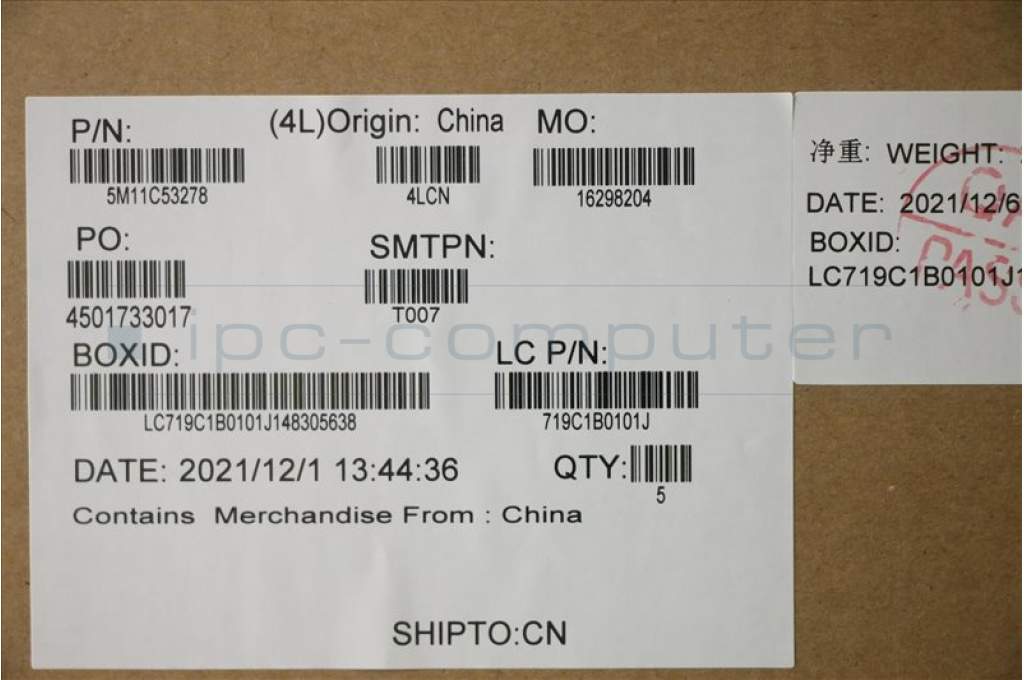 P/N:
(4L)Origin: China
MO:
5M11C53278
4LCN
16298204
PO:
SMTPN:
4501733017
T007
ipc-computer
BOXID:
LC P/N:
LC719C1B0101J148305638
719C1B0101J
DATE: 2021/12/1 13:44:36
QTY:
5
Contains Merchandise From : China
SHIPTO:CN
净重: WEIGHT:
DATE: 2021/12/6
BOXID:
LC719C1B0101J1
PASS